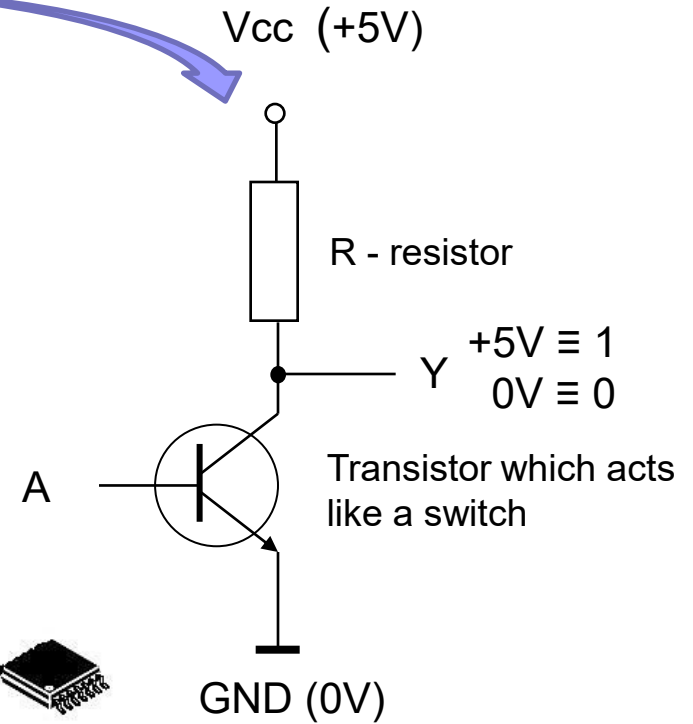 Vcc (+5V)
R - resistor
Y
+5V ≡ 1
0V ≡ 0
A
Transistor which acts
like a switch
GND (0V)